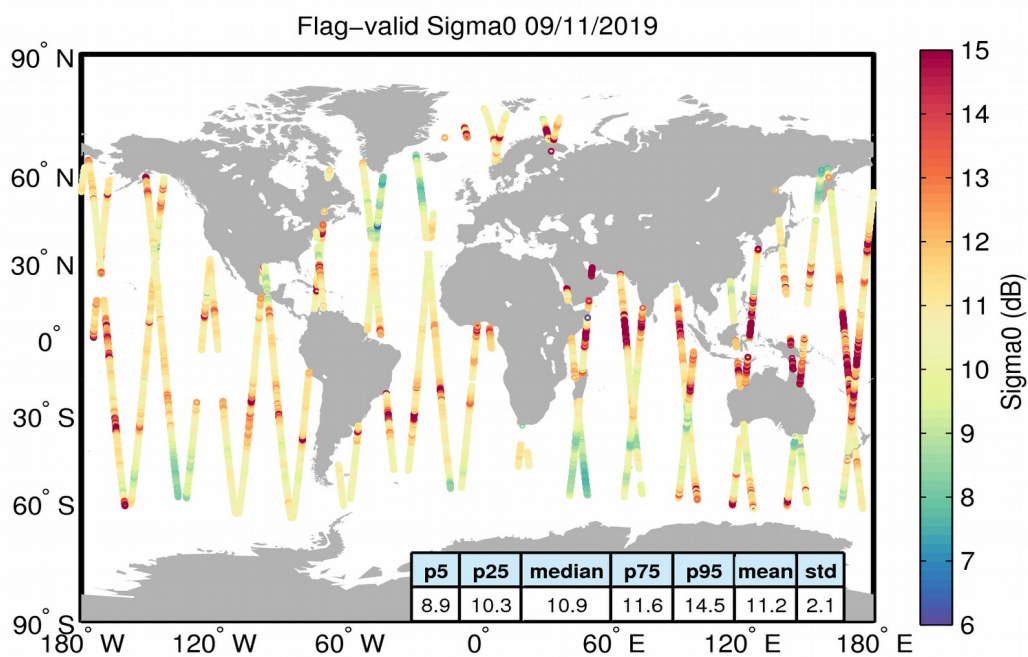 Flag-valid Sigma0 09/11/2019
90° N
60° N
30° N
0°
30° S
60° S
90° S
180° W
120° W
60° W
0°
60° E
120° E
180° E
p5 p25 median p75 p95 mean std
8.9 10.3 10.9 11.6 14.5 11.2 2.1
15
14
13
12
11
10
9
8
7
6
Sigma0 (dB)